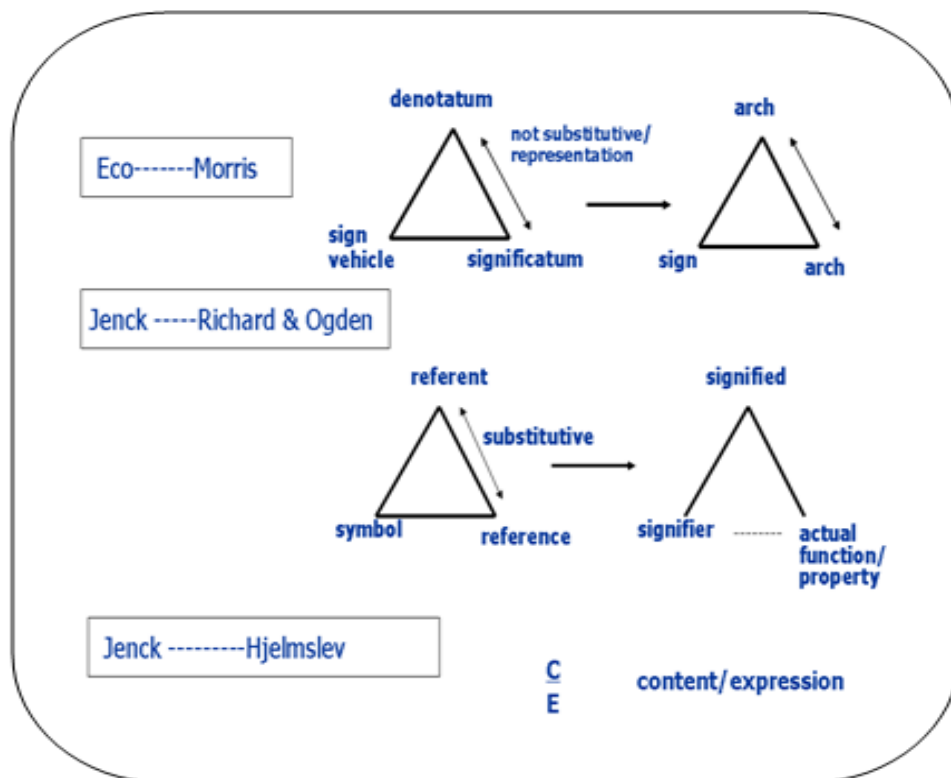 denotatum
arch
not substitutive/
representation
Eco-------Morris
sign
vehicle
significatum
sign
arch
Jenck -----Richard & Ogden
referent
signified
substitutive
symbol
reference
signifier
--------
actual
function/
property
Jenck ---------Hjelmslev
C
E
content/expression